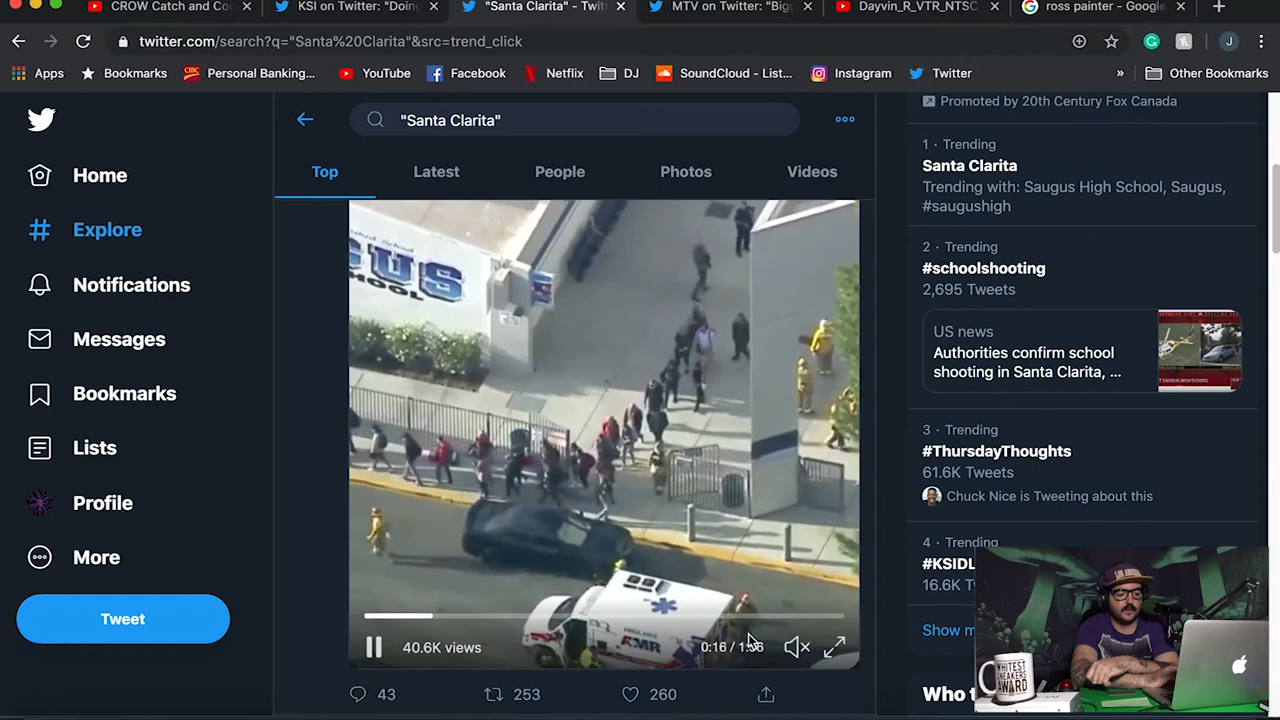 CROW Catch and Co
KSI on Twitter: "Doing
"Santa Clarita" - Twit
MTV on Twitter: "Big
Dayvin_R_VTR_NTSC_
ross painter - Google
twitter.com/search?q="Santa%20Clarita"&src=trend_click
J
Apps
Bookmarks
CIBC
Personal Banking...
YouTube
Facebook
Netflix
DJ
SoundCloud - List...
Instagram
Twitter
»
Other Bookmarks
"Santa Clarita"
Top
Latest
People
Photos
Videos
Home
Explore
Notifications
Messages
Bookmarks
Lists
Profile
More
Tweet
GUS
HOOL
AMBULANCE
AMR
40.6K views
0:16 / 1:
43
253
260
Promoted by 20th Century Fox Canada
1 · Trending
Santa Clarita
Trending with: Saugus High School, Saugus,
#saugushigh
2 · Trending
#schoolshooting
2,695 Tweets
US news
Authorities confirm school
shooting in Santa Clarita, ...
3 · Trending
#ThursdayThoughts
61.6K Tweets
Chuck Nice is Tweeting about this
4 · Trending
#KSIDL
16.6K
Show m
Who t
WHITEST
SNEAKERS
AWARD